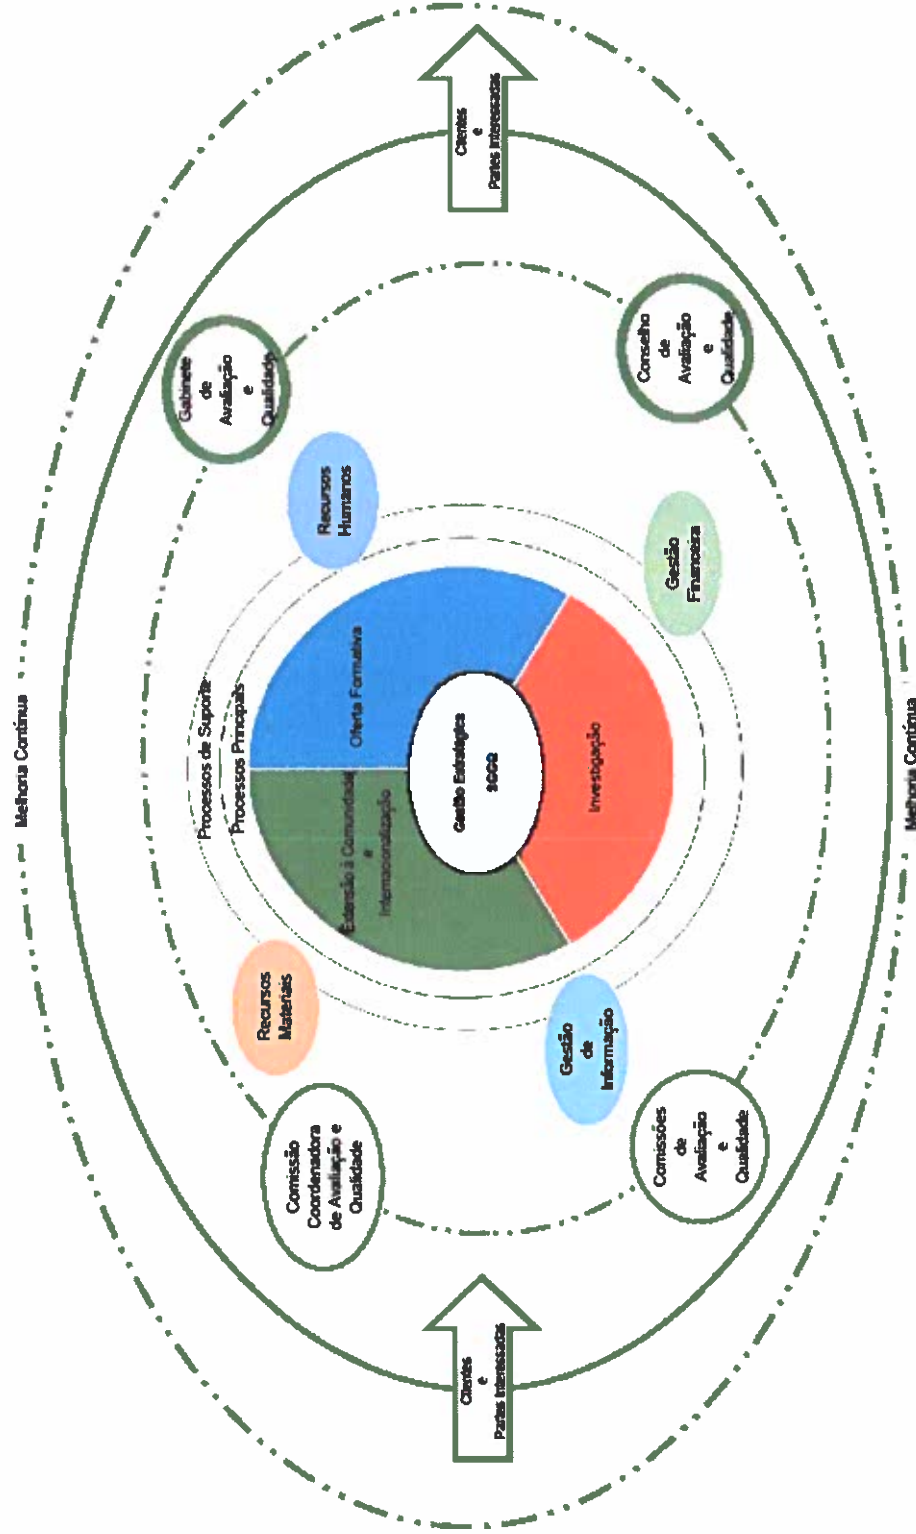 Melhoria Contínua
Clientes
e
Partes Interessadas
Comissão
Coordenadora
de Avaliação e
Qualidade
Gabinete
de
Avaliação
e
Qualidade
Recursos
Materiais
Recursos
Humanos
Processos de Suporte
Processos Principais
Extensão à Comunidade
e
Internacionalização
Oferta Formativa
Gestão Estratégica
SGGQ
Investigação
Gestão
de
Informação
Gestão
Financeira
Comissões
de
Avaliação
e
Qualidade
Conselho
de
Avaliação
e
Qualidade
Clientes
e
Partes Interessadas
Melhoria Contínua